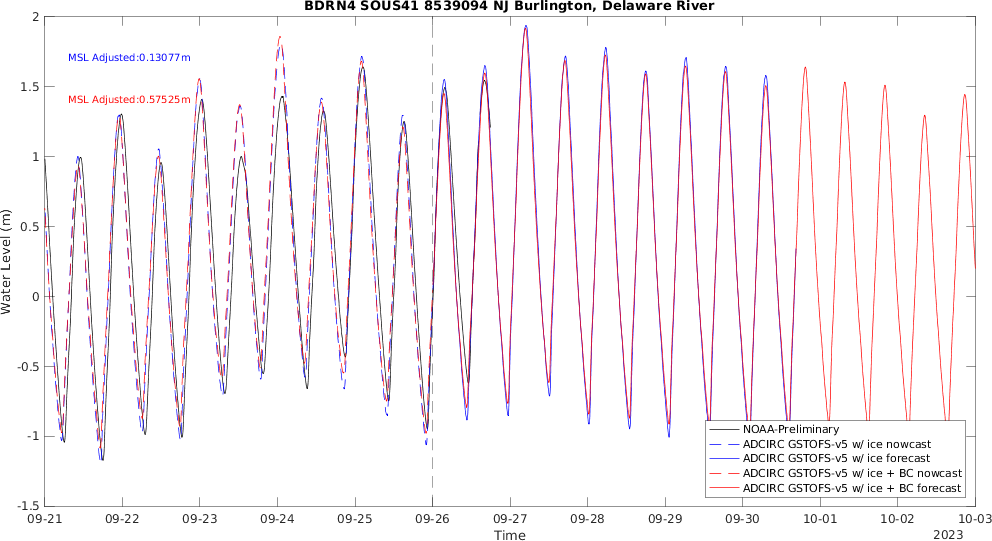 BDRN4 SOUS41 8539094 NJ Burlington, Delaware River
MSL Adjusted:0.13077m
MSL Adjusted:0.57525m
2
1.5
1
0.5
0
-0.5
-1
-1.5
Water Level (m)
NOAA-Preliminary
ADCIRC GSTOFS-v5 w/ ice nowcast
ADCIRC GSTOFS-v5 w/ ice forecast
ADCIRC GSTOFS-v5 w/ ice + BC nowcast
ADCIRC GSTOFS-v5 w/ ice + BC forecast
09-21 09-22 09-23 09-24 09-25 09-26 09-27 09-28 09-29 09-30 10-01 10-02 10-03
Time
2023